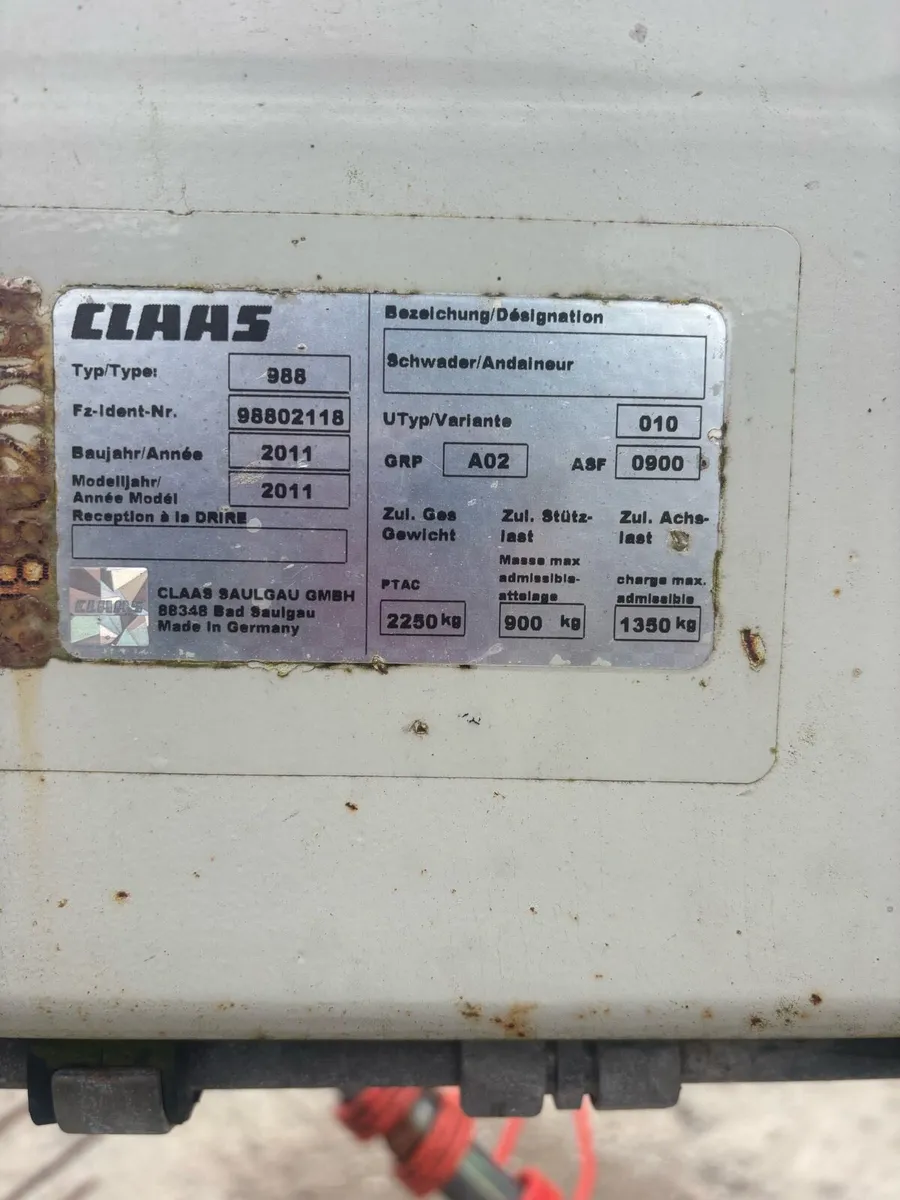 CLAAS
Typ/Type: 988
Fz-Ident-Nr. 98802118
Baujahr/Année 2011
Modelljahr/
Année Modél 2011
Reception à la DRIRE
CLAAS
CLAAS SAULGAU GMBH
88348 Bad Saulgau
Made in Germany
Bezeichung/Désignation
Schwader/Andaineur
UTyp/Variante 010
GRP A02 ASF 0900
Zul. Ges
Gewicht
PTAC
2250 kg
Zul. Stütz-
last
Masse max
admissible-
attelage
900 kg
Zul. Achs-
last
charge max.
admissible
1350 kg